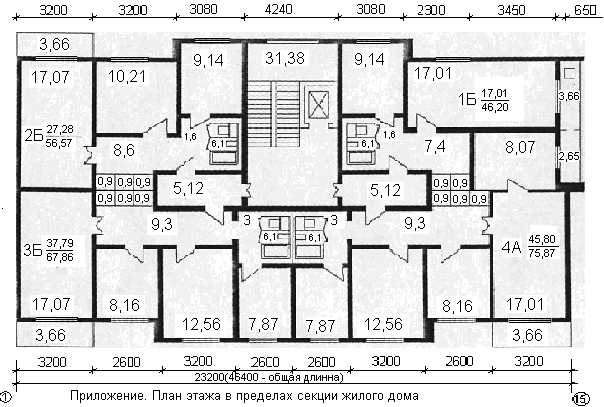 3200 3200 3080 4240 3080 2300 3450 650
3,66
17,07 10,21 9,14 31,38 9,14 17,01
1Б 17,01 3,66
46,20
2Б 27,28
56,57
8,6 1,6 6,1 6,1 1,6 7,4 8,07 2,65
0,9 0,9 0,9 5,12 5,12 0,9 0,9
0,9 0,9 0,9 0,9 0,9
9,3 3 6,1 6,1 3 9,3
3Б 37,79
67,86
4А 45,80
75,87
17,07 8,16 12,56 7,87 7,87 12,56 8,16 17,01
3,66 3,66
3200 2600 3200 2600 2600 3200 2600 3200
23200(46400 - общая длинна)
1 Приложение. План этажа в пределах секции жилого дома 15